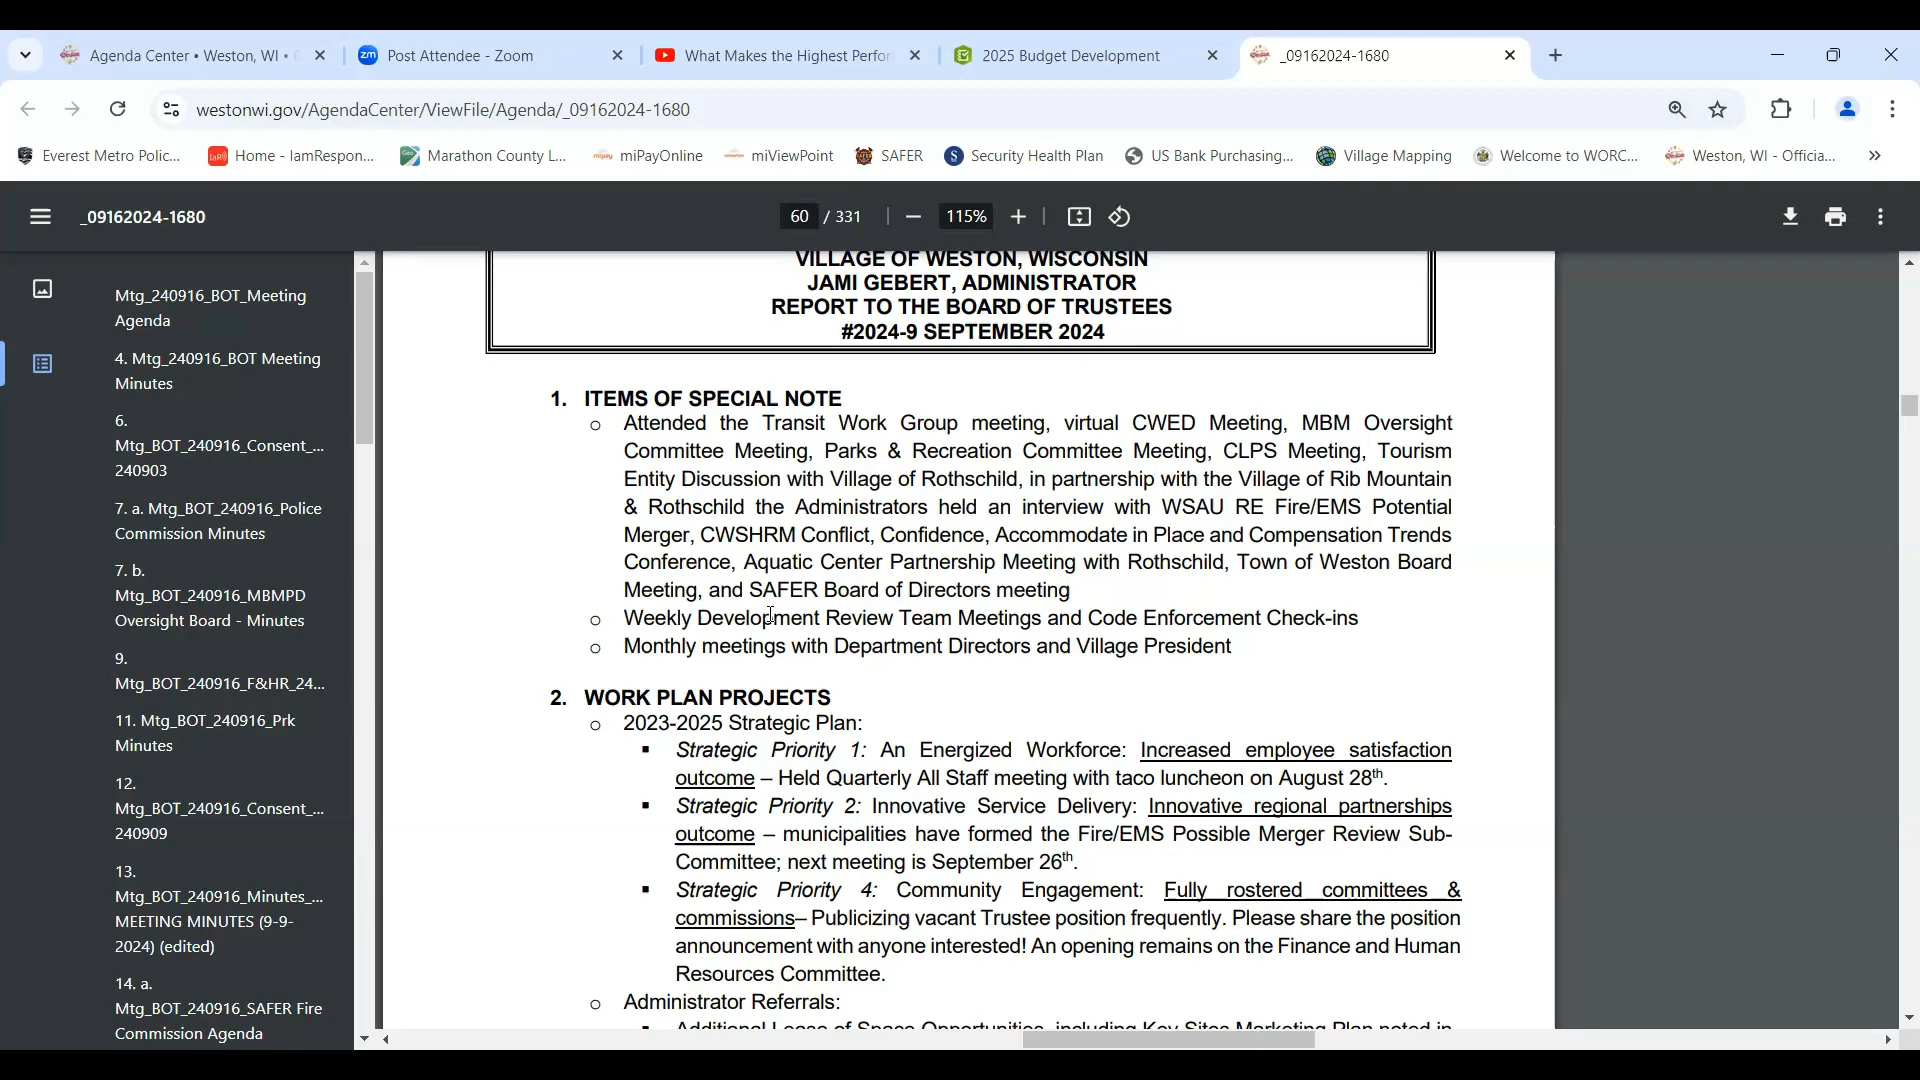 Agenda Center • Weston, WI •
Post Attendee - Zoom
What Makes the Highest Perfor
2025 Budget Development
_09162024-1680
westonwi.gov/AgendaCenter/ViewFile/Agenda/_09162024-1680
Everest Metro Polic...
Home - IamRespon...
Marathon County L...
miPayOnline
miViewPoint
SAFER
Security Health Plan
US Bank Purchasing...
Village Mapping
Welcome to WORC...
Weston, WI - Officia...
_09162024-1680
60 / 331
115%
Mtg_240916_BOT_Meeting
Agenda
4. Mtg_240916_BOT Meeting
Minutes
6.
Mtg_BOT_240916_Consent_...
240903
7. a. Mtg_BOT_240916_Police
Commission Minutes
7. b.
Mtg_BOT_240916_MBMPD
Oversight Board - Minutes
9.
Mtg_BOT_240916_F&HR_24...
11. Mtg_BOT_240916_Prk
Minutes
12.
Mtg_BOT_240916_Consent_...
240909
13.
Mtg_BOT_240916_Minutes_...
MEETING MINUTES (9-9-
2024) (edited)
14. a.
Mtg_BOT_240916_SAFER Fire
Commission Agenda
VILLAGE OF WESTON, WISCONSIN
JAMI GEBERT, ADMINISTRATOR
REPORT TO THE BOARD OF TRUSTEES
#2024-9 SEPTEMBER 2024
1. ITEMS OF SPECIAL NOTE
o Attended the Transit Work Group meeting, virtual CWED Meeting, MBM Oversight
Committee Meeting, Parks & Recreation Committee Meeting, CLPS Meeting, Tourism
Entity Discussion with Village of Rothschild, in partnership with the Village of Rib Mountain
& Rothschild the Administrators held an interview with WSAU RE Fire/EMS Potential
Merger, CWSHRM Conflict, Confidence, Accommodate in Place and Compensation Trends
Conference, Aquatic Center Partnership Meeting with Rothschild, Town of Weston Board
Meeting, and SAFER Board of Directors meeting
o Weekly Development Review Team Meetings and Code Enforcement Check-ins
o Monthly meetings with Department Directors and Village President
2. WORK PLAN PROJECTS
o 2023-2025 Strategic Plan:
▪ Strategic Priority 1: An Energized Workforce: Increased employee satisfaction
outcome – Held Quarterly All Staff meeting with taco luncheon on August 28th.
▪ Strategic Priority 2: Innovative Service Delivery: Innovative regional partnerships
outcome – municipalities have formed the Fire/EMS Possible Merger Review Sub-
Committee; next meeting is September 26th.
▪ Strategic Priority 4: Community Engagement: Fully rostered committees &
commissions– Publicizing vacant Trustee position frequently. Please share the position
announcement with anyone interested! An opening remains on the Finance and Human
Resources Committee.
o Administrator Referrals:
▪ Additional Lease of Space Opportunities, including Key Sites Marketing Plan noted in